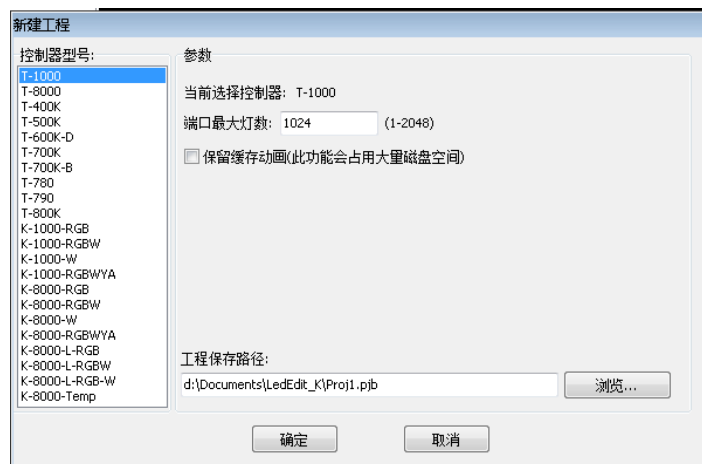 新建工程
控制器型号:
T-1000
T-8000
T-400K
T-500K
T-600K-D
T-700K
T-700K-B
T-780
T-790
T-800K
K-1000-RGB
K-1000-RGBW
K-1000-W
K-1000-RGBWYA
K-8000-RGB
K-8000-RGBW
K-8000-W
K-8000-RGBWYA
K-8000-L-RGB
K-8000-L-RGBW
K-8000-L-RGB-W
K-8000-Temp
参数
当前选择控制器: T-1000
端口最大灯数: 1024 (1-2048)
保留缓存动画(此功能会占用大量磁盘空间)
工程保存路径:
d:\Documents\LedEdit_K\Proj1.pjb 浏览...
确定 取消